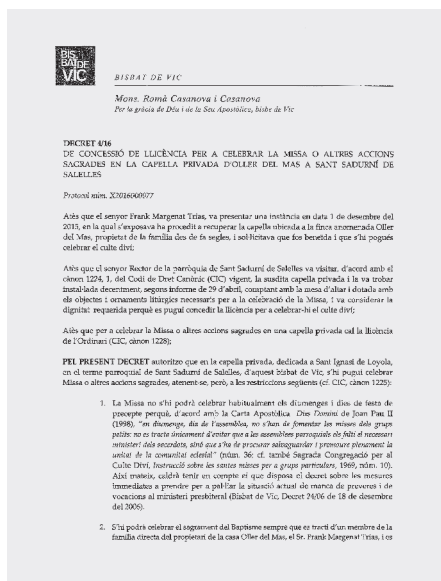 BIS
BAT DE
VIC
BISBAT DE VIC
Mons. Romà Casanova i Casanova
Per la gràcia de Déu i de la Seu Apostòlica, bisbe de Vic
DECRET 4/16
DE CONCESSIÓ DE LLICÈNCIA PER A CELEBRAR LA MISSA O ALTRES ACCIONS
SAGRADES EN LA CAPELLA PRIVADA D'OLLER DEL MAS A SANT SADURNÍ DE
SALELLES
Protocol núm. X2016000077
Atès que el senyor Frank Margenat Trias, va presentar una instància en data 1 de desembre del
2015, en la qual s'exposava ha procedit a recuperar la capella ubicada a la finca anomenada Oller
del Mas, propietat de la família des de fa segles, i sol·licitava que fos beneïda i que s'hi pogués
celebrar el culte diví;
Atès que el senyor Rector de la parròquia de Sant Sadurní de Salelles va visitar, d'acord amb el
cànon 1224, 1, del Codi de Dret Canònic (CIC) vigent, la susdita capella privada i la va trobar
instal·lada decentment, segons informe de 29 d'abril, comptant amb la mesa d'altar i dotada amb
els objectes i ornaments litúrgics necessaris per a la celebració de la Missa, i va considerar la
dignitat requerida perquè es pugui concedir la llicència per a celebrar-hi el culte diví;
Atès que per a celebrar la Missa o altres accions sagrades en una capella privada cal la llicència
de l'Ordinari (CIC, cànon 1228);
PEL PRESENT DECRET autoritzo que en la capella privada, dedicada a Sant Ignasi de Loyola,
en el terme parroquial de Sant Sadurní de Salelles, d'aquest bisbat de Vic, s'hi pugui celebrar
Missa o altres accions sagrades, atenent-se, però, a les restriccions següents (cf. CIC, cànon 1225):
1. La Missa no s'hi podrà celebrar habitualment els diumenges i dies de festa de
precepte perquè, d'acord amb la Carta Apostòlica Dies Domini de Joan Pau II
(1998), "en diumenge, dia de l'assemblea, no s'han de fomentar les misses dels grups
petits: no es tracta únicament d'evitar que a les assemblees parroquials els falti el necessari
ministeri dels sacerdots, sinó que s'ha de procurar salvaguardar i promoure plenament la
unitat de la comunitat eclesial" (núm. 36; cf. també Sagrada Congregació per al
Culte Diví, Instrucció sobre les santes misses per a grups particulars, 1969, núm. 10).
Així mateix, caldrà tenir en compte el que disposa el decret sobre les mesures
immediates a prendre per a pal·liar la situació actual de manca de preveres i de
vocacions al ministeri presbiteral (Bisbat de Vic, Decret 24/06 de 18 de desembre
del 2006).
2. S'hi podrà celebrar el sagrament del Baptisme sempre que es tracti d'un membre de la
família directa del propietari de la casa Oller del Mas, el Sr. Frank Margenat Trias, i es